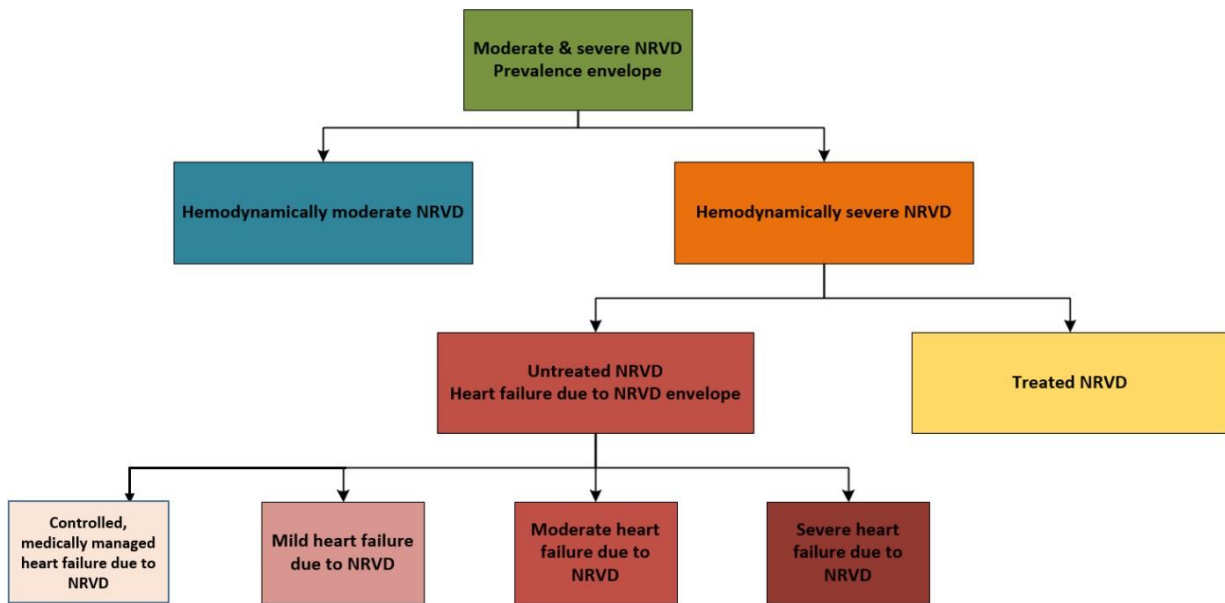 Moderate & severe NRVD
Prevalence envelope
Hemodynamically moderate NRVD
Hemodynamically severe NRVD
Untreated NRVD
Heart failure due to NRVD envelope
Treated NRVD
Controlled,
medically managed
heart failure due to
NRVD
Mild heart failure
due to NRVD
Moderate heart
failure due to
NRVD
Severe heart
failure due to
NRVD